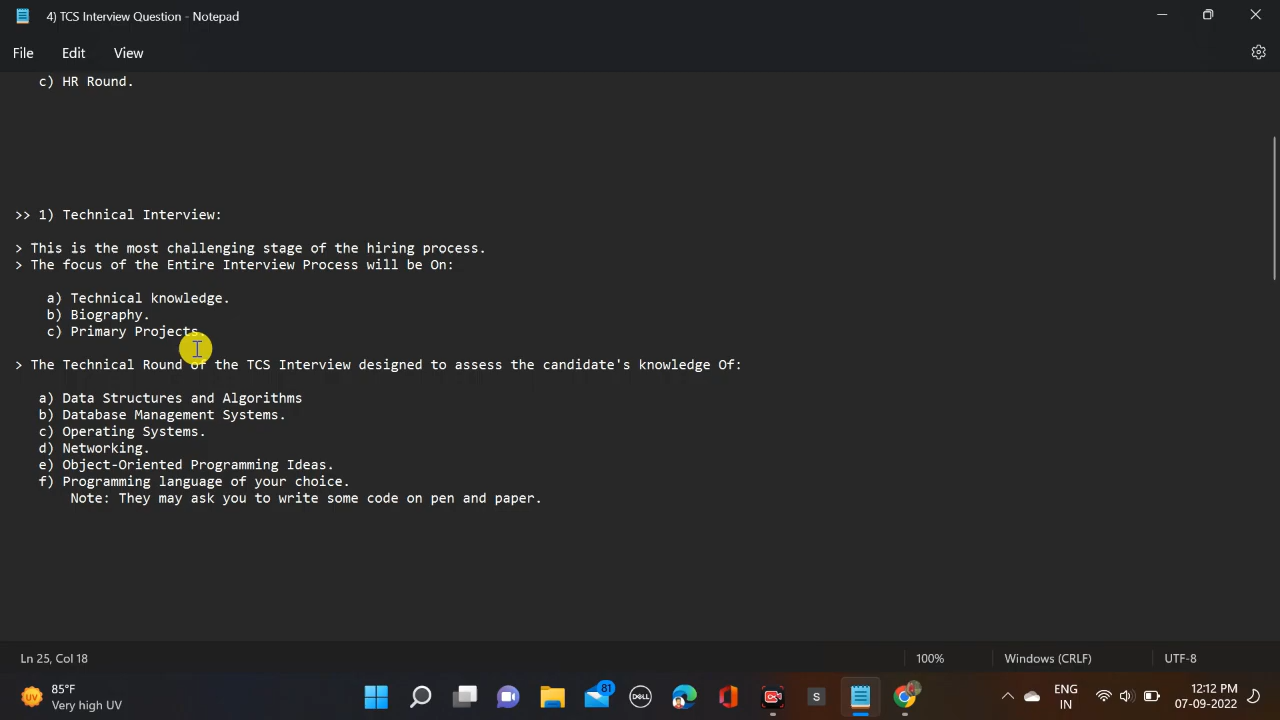 4) TCS Interview Question - Notepad
File Edit View
c) HR Round.
>> 1) Technical Interview:
> This is the most challenging stage of the hiring process.
> The focus of the Entire Interview Process will be On:
a) Technical knowledge.
b) Biography.
c) Primary Projects.
> The Technical Round of the TCS Interview designed to assess the candidate's knowledge Of:
a) Data Structures and Algorithms
b) Database Management Systems.
c) Operating Systems.
d) Networking.
e) Object-Oriented Programming Ideas.
f) Programming language of your choice.
Note: They may ask you to write some code on pen and paper.
Ln 25, Col 18 100% Windows (CRLF) UTF-8
UV 85°F
Very high UV
81
DELL
S
ENG
IN
12:12 PM
07-09-2022